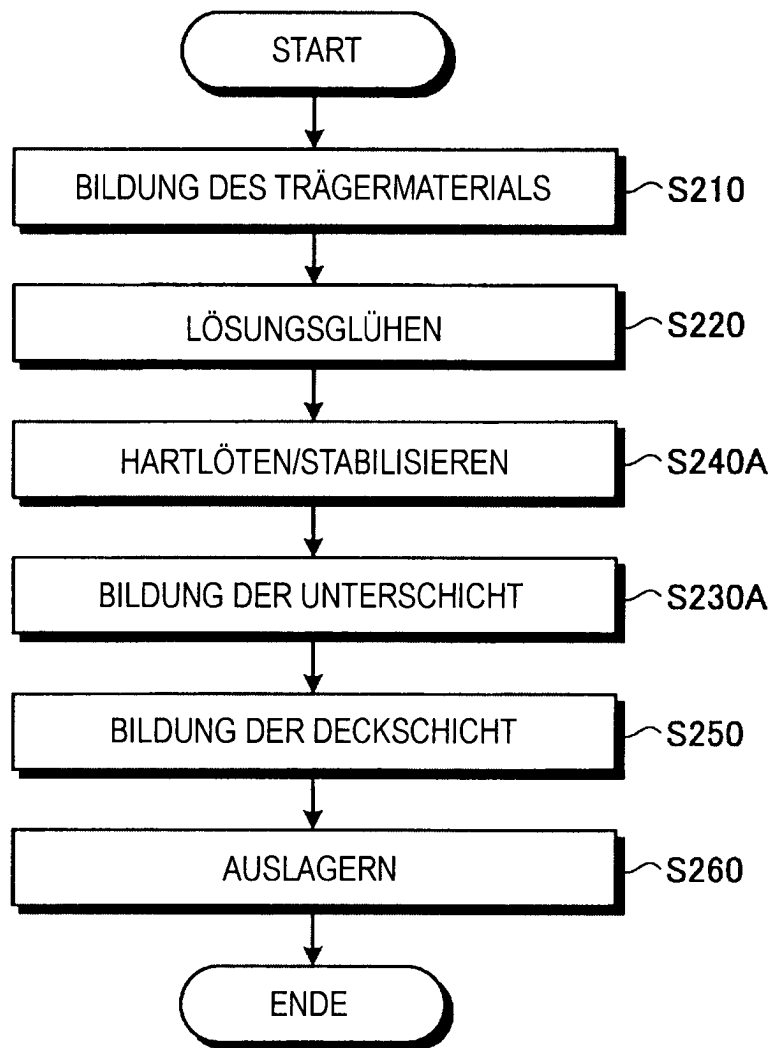 START
BILDUNG DES TRÄGERMATERIALS S210
LÖSUNGSGLÜHEN S220
HARTLÖTEN/STABILISIEREN S240A
BILDUNG DER UNTERSCHICHT S230A
BILDUNG DER DECKSCHICHT S250
AUSLAGERN S260
ENDE